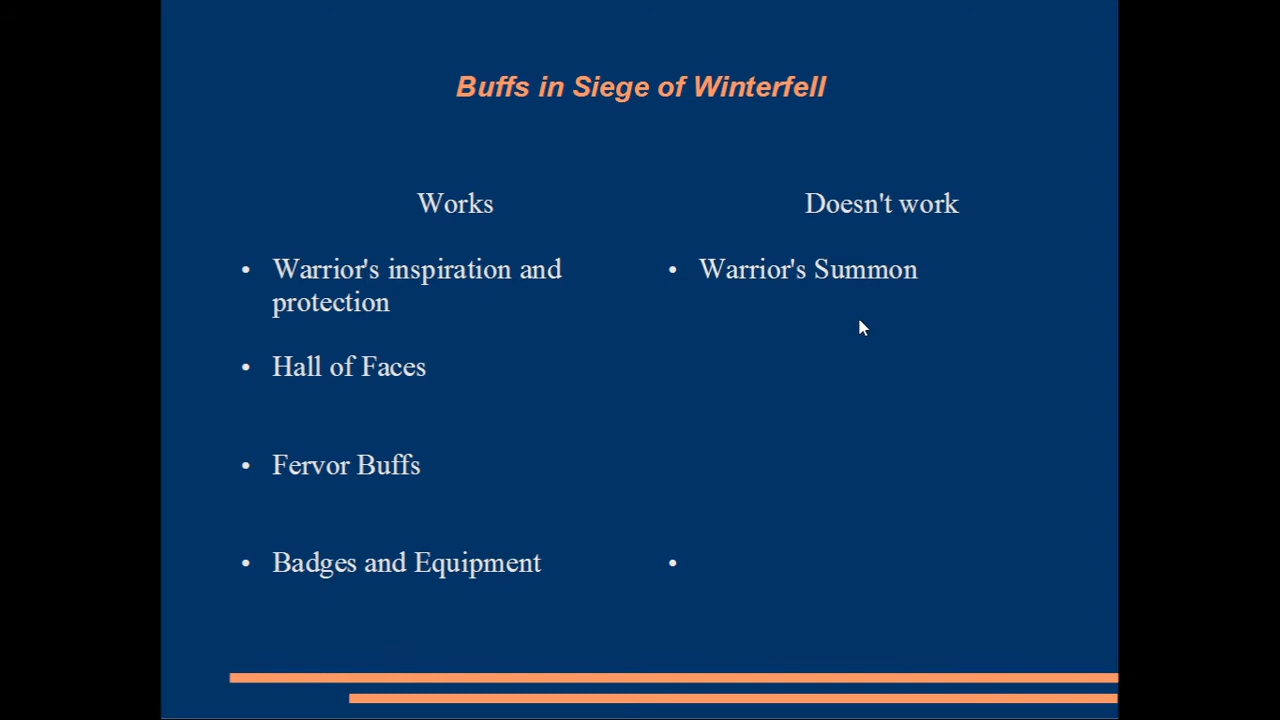 Buffs in Siege of Winterfell
Works
• Warrior's inspiration and
protection
• Hall of Faces
• Fervor Buffs
• Badges and Equipment
Doesn't work
• Warrior's Summon
•